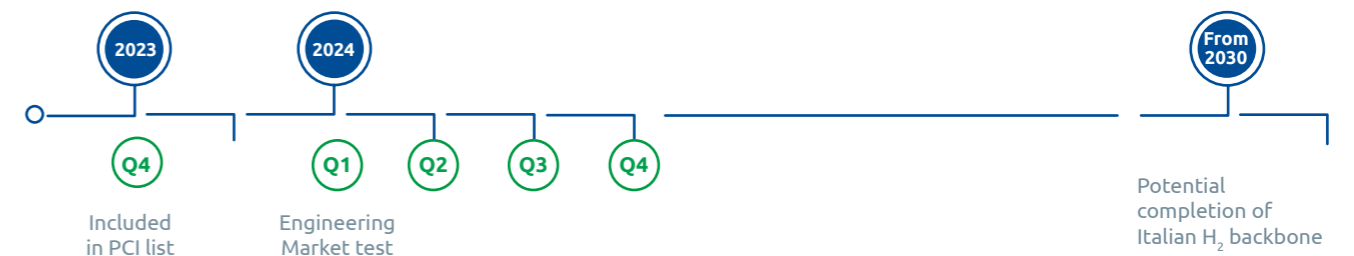 2023
2024
From
2030
Q4
Q1
Q2
Q3
Q4
Included
in PCI list
Engineering
Market test
Potential
completion of
Italian H₂ backbone